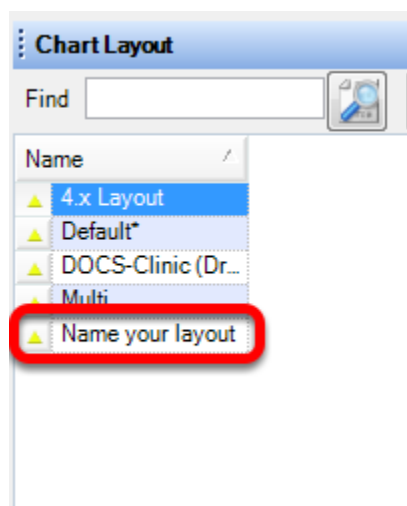 Chart Layout
Find
Name
4.x Layout
Default*
DOCS-Clinic (Dr...
Multi
Name your layout